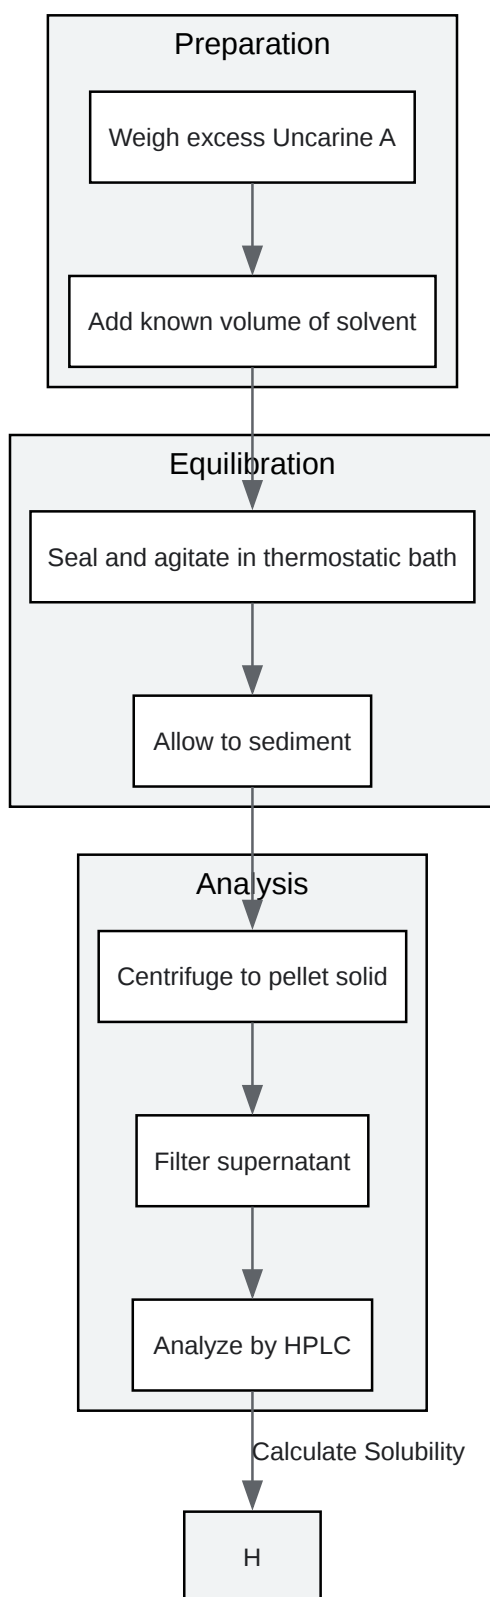 Preparation
Weigh excess Uncarine A
Add known volume of solvent
Equilibration
Seal and agitate in thermostatic bath
Allow to sediment
Analysis
Centrifuge to pellet solid
Filter supernatant
Analyze by HPLC
Calculate Solubility
H